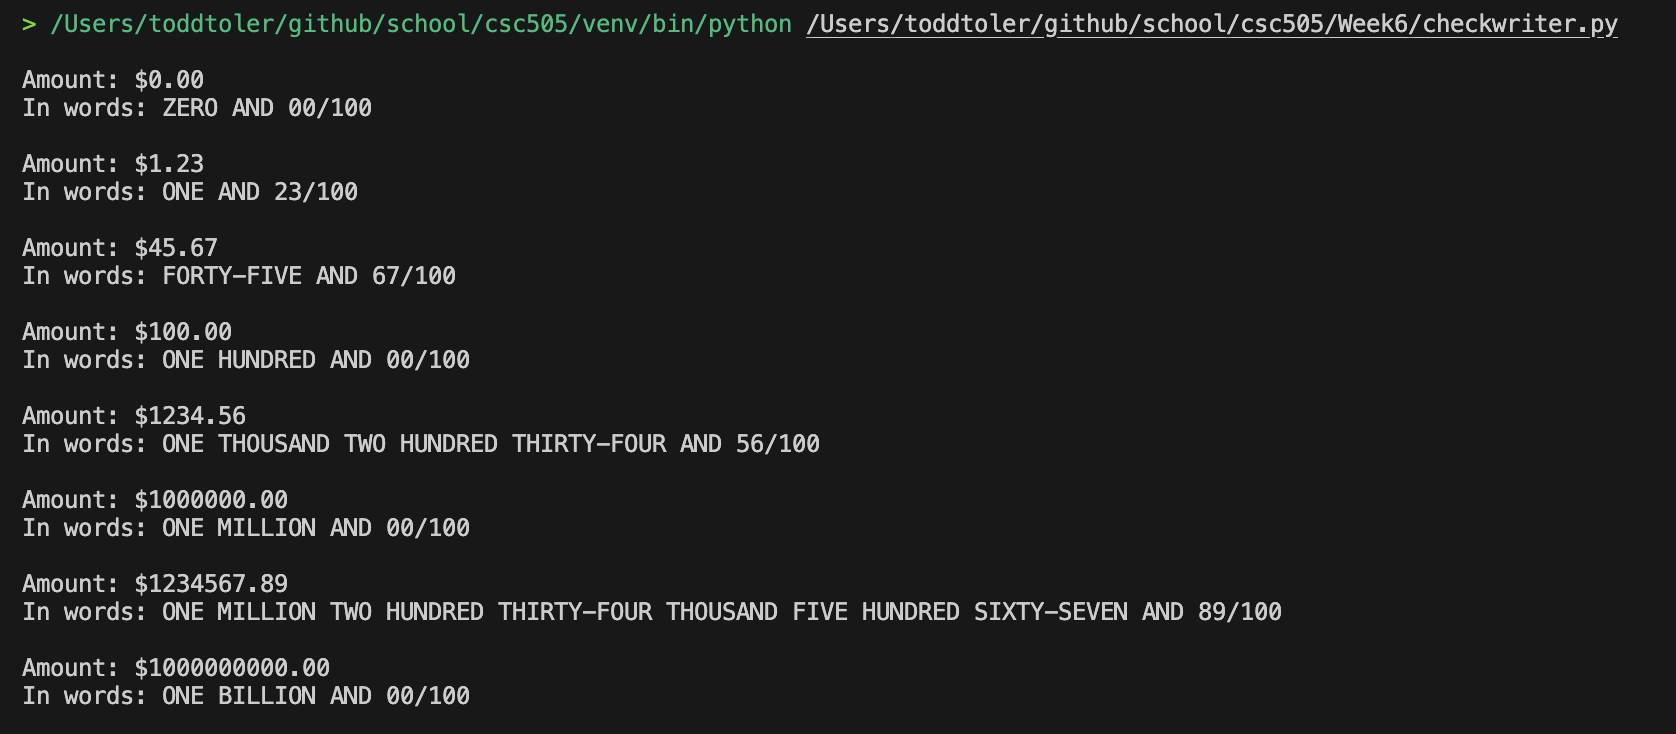 > /Users/toddtoler/github/school/csc505/venv/bin/python /Users/toddtoler/github/school/csc505/Week6/checkwriter.py
Amount: $0.00
In words: ZERO AND 00/100
Amount: $1.23
In words: ONE AND 23/100
Amount: $45.67
In words: FORTY-FIVE AND 67/100
Amount: $100.00
In words: ONE HUNDRED AND 00/100
Amount: $1234.56
In words: ONE THOUSAND TWO HUNDRED THIRTY-FOUR AND 56/100
Amount: $1000000.00
In words: ONE MILLION AND 00/100
Amount: $1234567.89
In words: ONE MILLION TWO HUNDRED THIRTY-FOUR THOUSAND FIVE HUNDRED SIXTY-SEVEN AND 89/100
Amount: $1000000000.00
In words: ONE BILLION AND 00/100